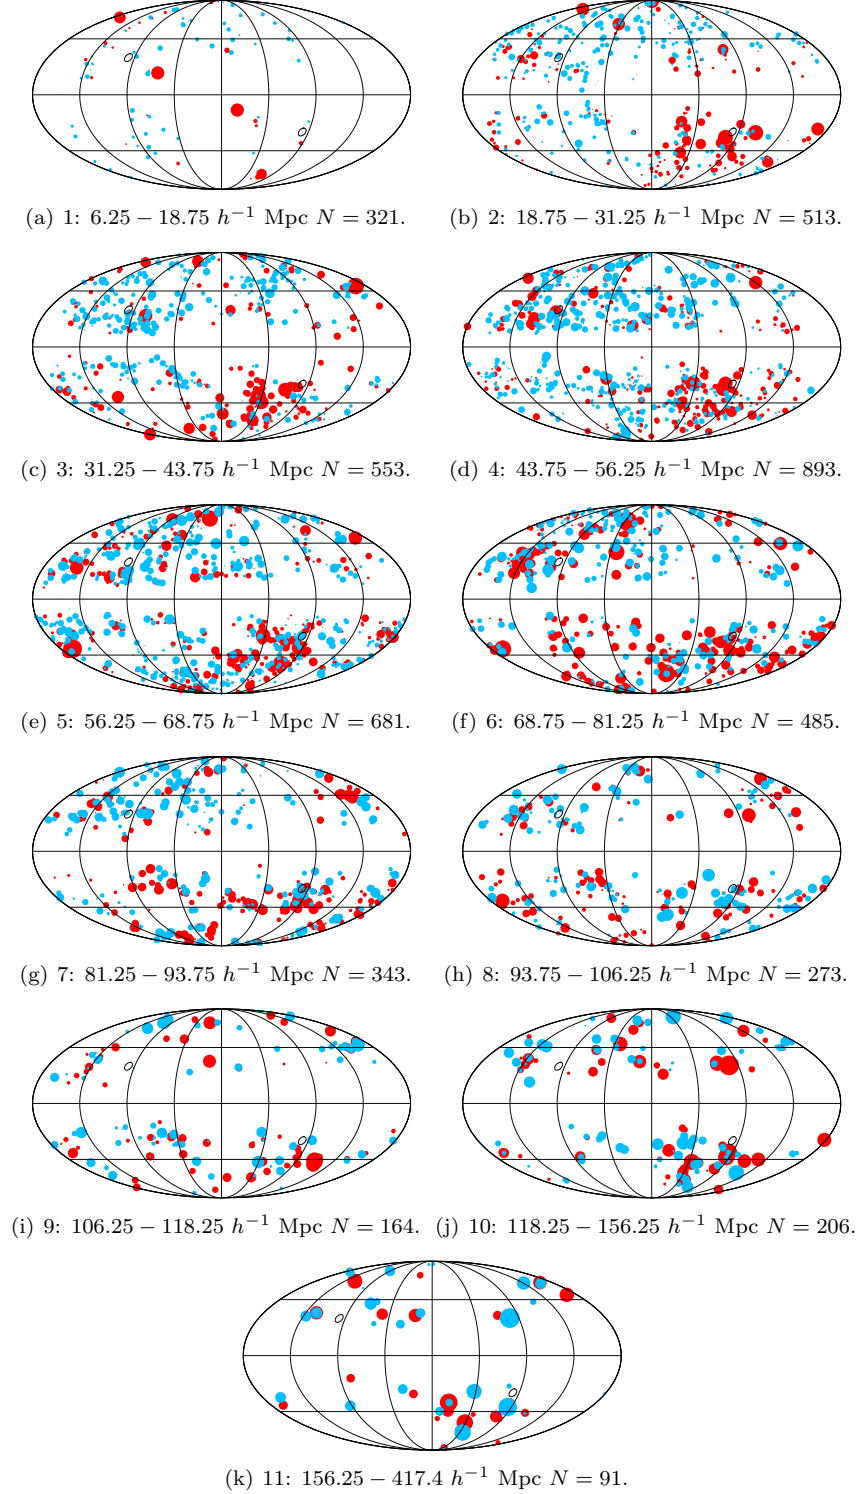 (a) 1: 6.25 − 18.75 h⁻¹ Mpc N = 321.
(b) 2: 18.75 − 31.25 h⁻¹ Mpc N = 513.
(c) 3: 31.25 − 43.75 h⁻¹ Mpc N = 553.
(d) 4: 43.75 − 56.25 h⁻¹ Mpc N = 893.
(e) 5: 56.25 − 68.75 h⁻¹ Mpc N = 681.
(f) 6: 68.75 − 81.25 h⁻¹ Mpc N = 485.
(g) 7: 81.25 − 93.75 h⁻¹ Mpc N = 343.
(h) 8: 93.75 − 106.25 h⁻¹ Mpc N = 273.
(i) 9: 106.25 − 118.25 h⁻¹ Mpc N = 164.
(j) 10: 118.25 − 156.25 h⁻¹ Mpc N = 206.
(k) 11: 156.25 − 417.4 h⁻¹ Mpc N = 91.